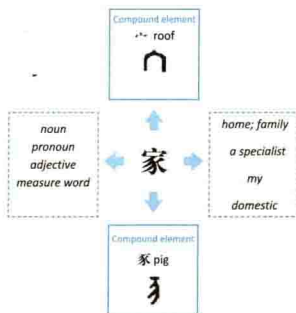 Compound element
宀 roof
noun
pronoun
adjective
measure word
家
home; family
a specialist
my
domestic
Compound element
豕 pig